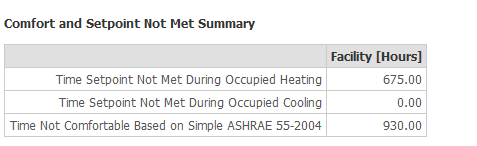 Comfort and Setpoint Not Met Summary
Facility [Hours]
Time Setpoint Not Met During Occupied Heating 675.00
Time Setpoint Not Met During Occupied Cooling 0.00
Time Not Comfortable Based on Simple ASHRAE 55-2004 930.00